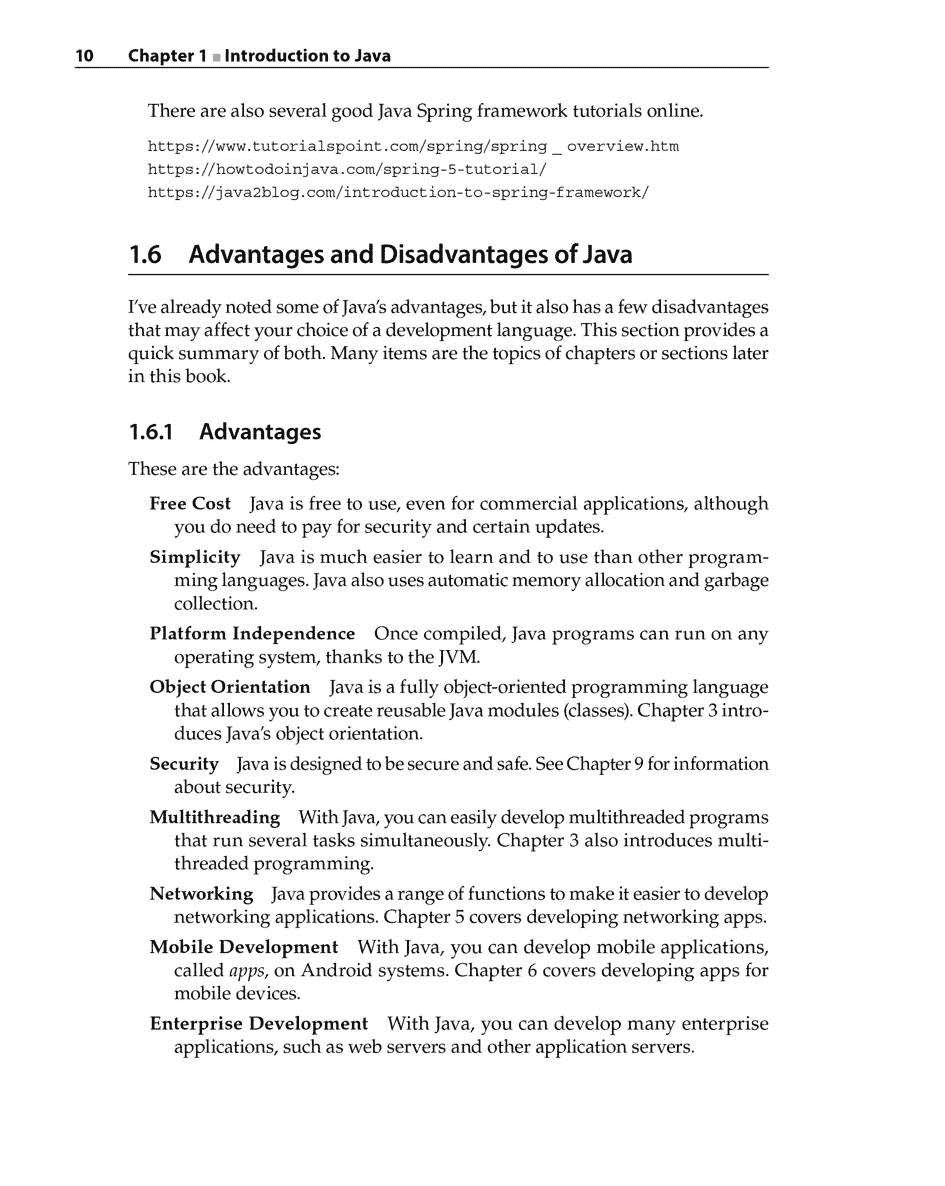 10 Chapter 1 ■ Introduction to Java
There are also several good Java Spring framework tutorials online.
https://www.tutorialspoint.com/spring/spring _ overview.htm
https://howtodoinjava.com/spring-5-tutorial/
https://java2blog.com/introduction-to-spring-framework/
1.6 Advantages and Disadvantages of Java
I've already noted some of Java's advantages, but it also has a few disadvantages
that may affect your choice of a development language. This section provides a
quick summary of both. Many items are the topics of chapters or sections later
in this book.
1.6.1 Advantages
These are the advantages:
Free Cost Java is free to use, even for commercial applications, although
you do need to pay for security and certain updates.
Simplicity Java is much easier to learn and to use than other program-
ming languages. Java also uses automatic memory allocation and garbage
collection.
Platform Independence Once compiled, Java programs can run on any
operating system, thanks to the JVM.
Object Orientation Java is a fully object-oriented programming language
that allows you to create reusable Java modules (classes). Chapter 3 intro-
duces Java's object orientation.
Security Java is designed to be secure and safe. See Chapter 9 for information
about security.
Multithreading With Java, you can easily develop multithreaded programs
that run several tasks simultaneously. Chapter 3 also introduces multi-
threaded programming.
Networking Java provides a range of functions to make it easier to develop
networking applications. Chapter 5 covers developing networking apps.
Mobile Development With Java, you can develop mobile applications,
called apps, on Android systems. Chapter 6 covers developing apps for
mobile devices.
Enterprise Development With Java, you can develop many enterprise
applications, such as web servers and other application servers.